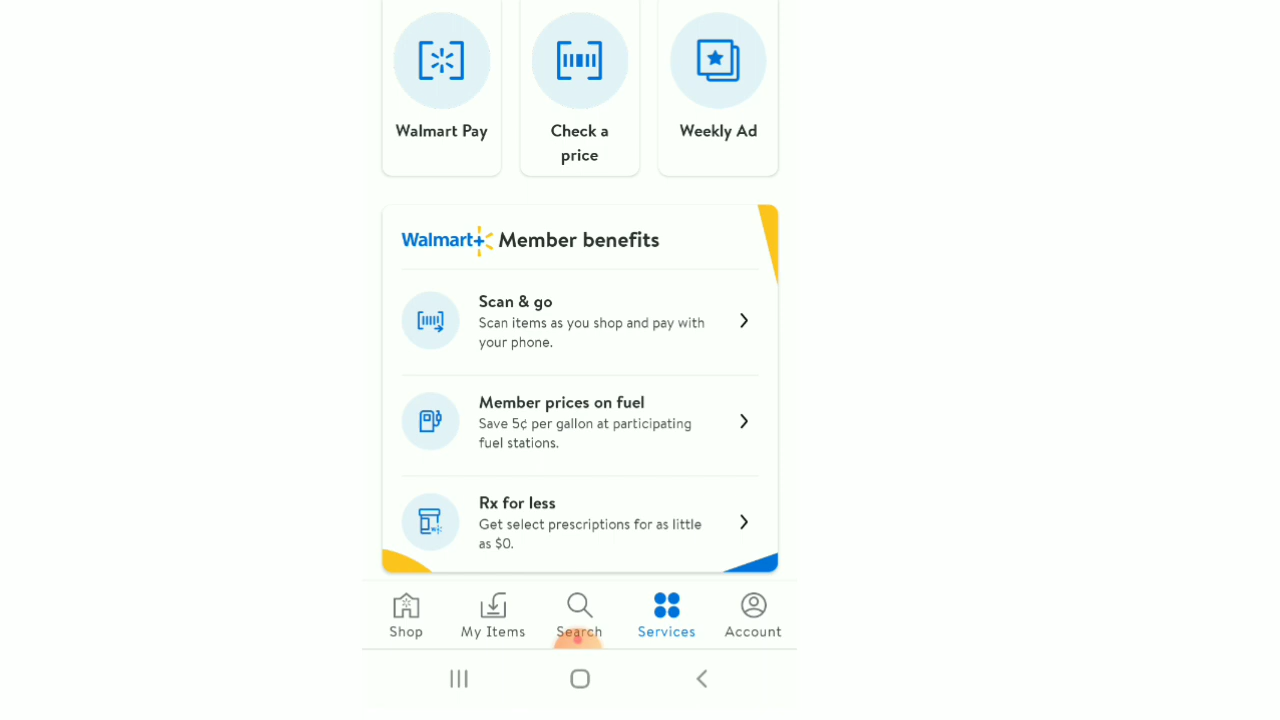 Walmart Pay
Check a
price
Weekly Ad
Walmart+ Member benefits
Scan & go
Scan items as you shop and pay with
your phone.
Member prices on fuel
Save 5¢ per gallon at participating
fuel stations.
Rx for less
Get select prescriptions for as little
as $0.
Shop
My Items
Search
Services
Account